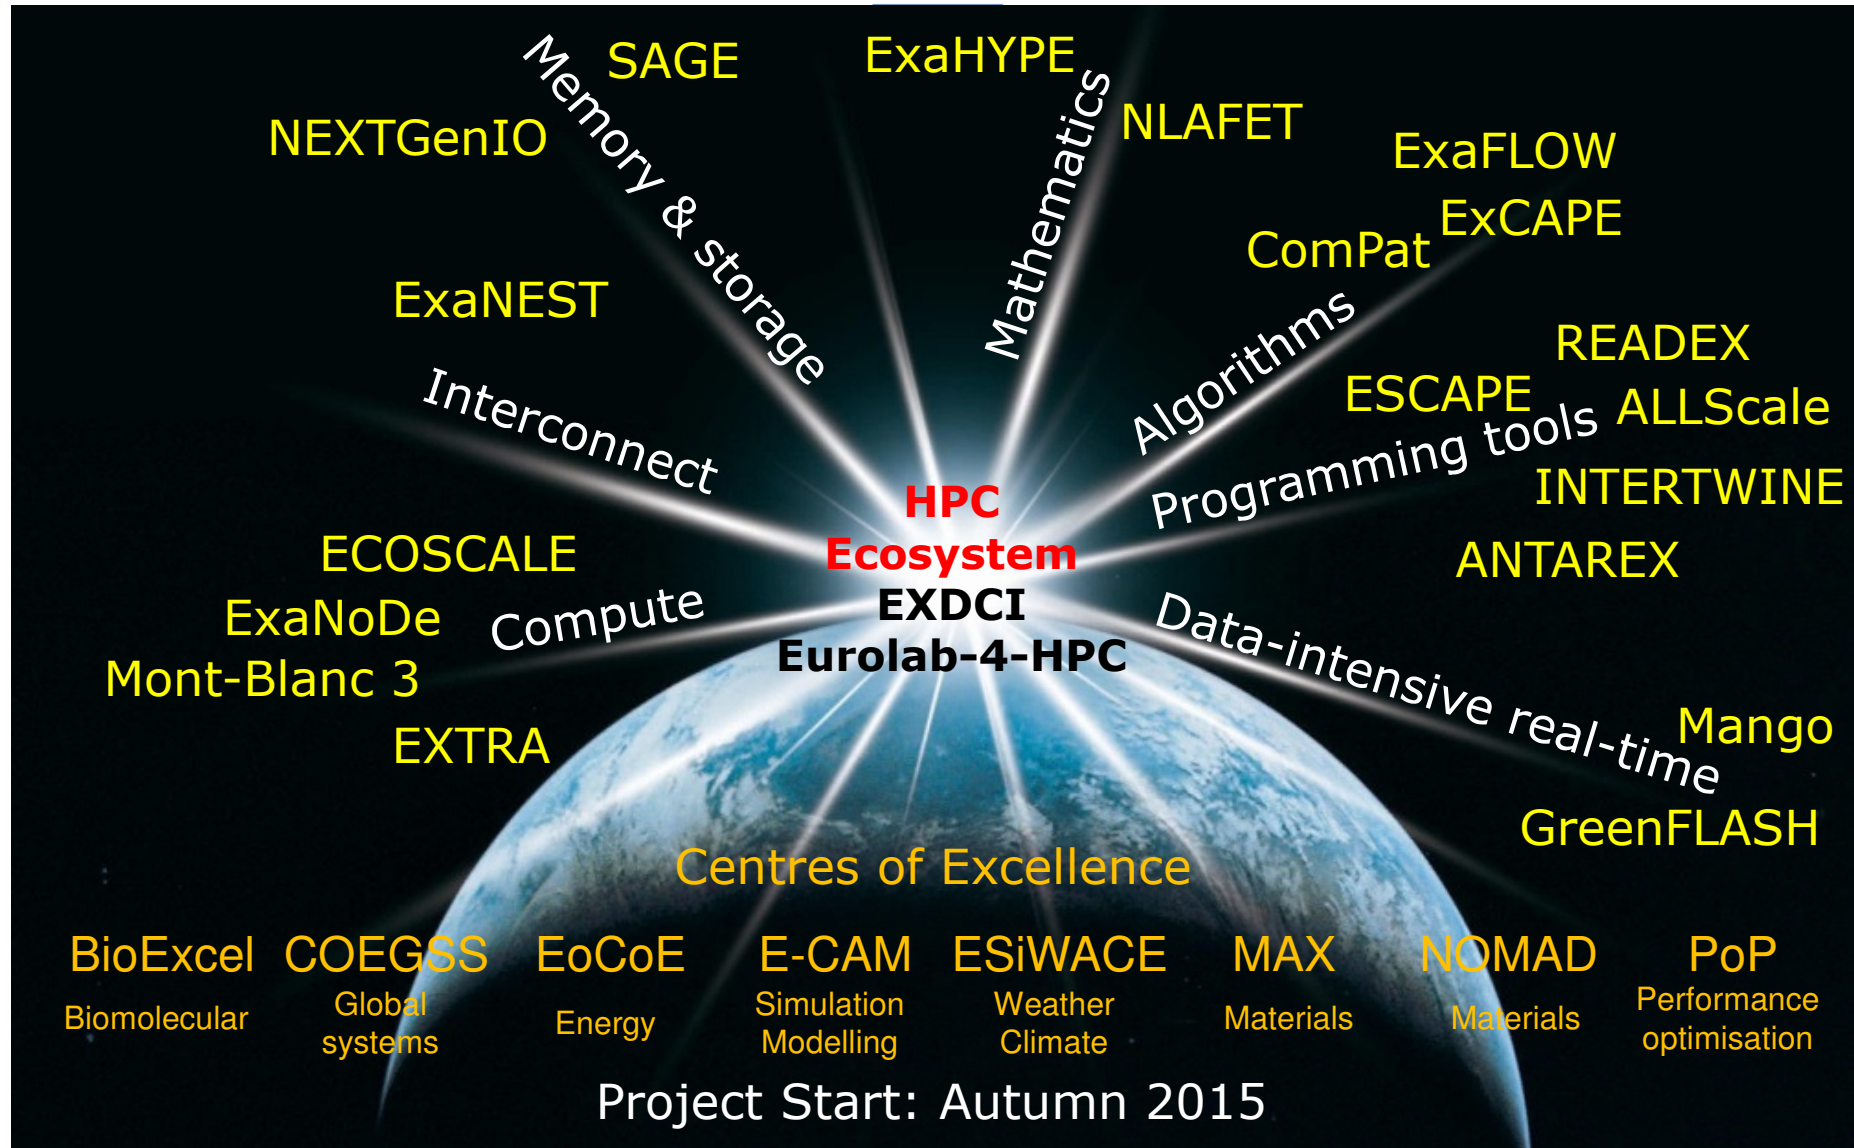 SAGE
ExaHYPE
NEXTGenIO
Memory & storage
Mathematics
NLAFET
ExaFLOW
ExCAPE
ComPat
ExaNEST
Interconnect
Algorithms
READEX
ESCAPE
ALLScale
Programming tools
INTERTWINE
ANTAREX
HPC
Ecosystem
EXDCI
Eurolab-4-HPC
ECOSCALE
ExaNoDe
Compute
Mont-Blanc 3
EXTRA
Data-intensive real-time
Mango
GreenFLASH
Centres of Excellence
BioExcel
Biomolecular
COEGSS
Global
systems
EoCoE
Energy
E-CAM
Simulation
Modelling
ESiWACE
Weather
Climate
MAX
Materials
NOMAD
Materials
PoP
Performance
optimisation
Project Start: Autumn 2015